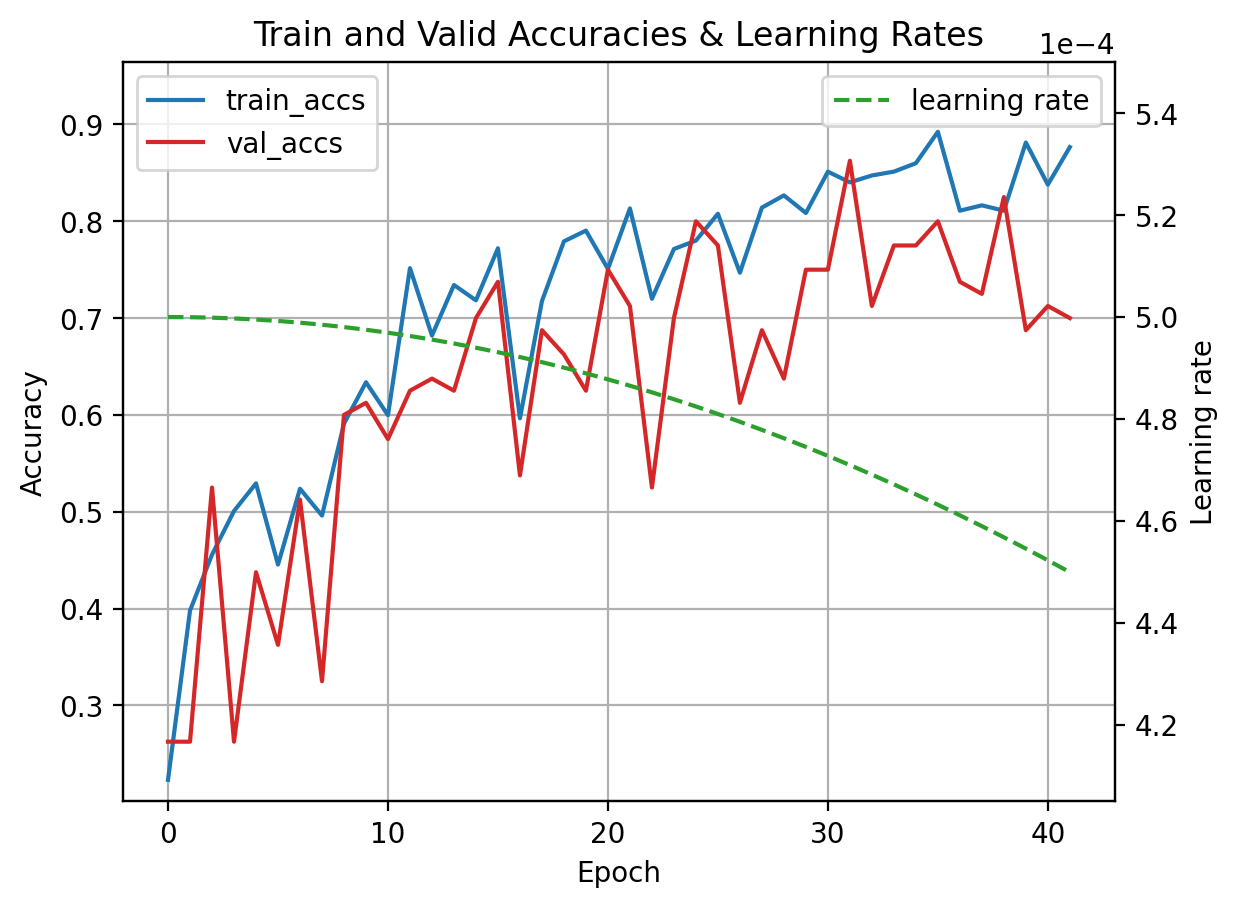 Train and Valid Accuracies & Learning Rates
1e−4
train_accs
val_accs
learning rate
0.9
0.8
0.7
0.6
0.5
0.4
0.3
Accuracy
5.4
5.2
5.0
4.8
4.6
4.4
4.2
Learning rate
0
10
20
30
40
Epoch